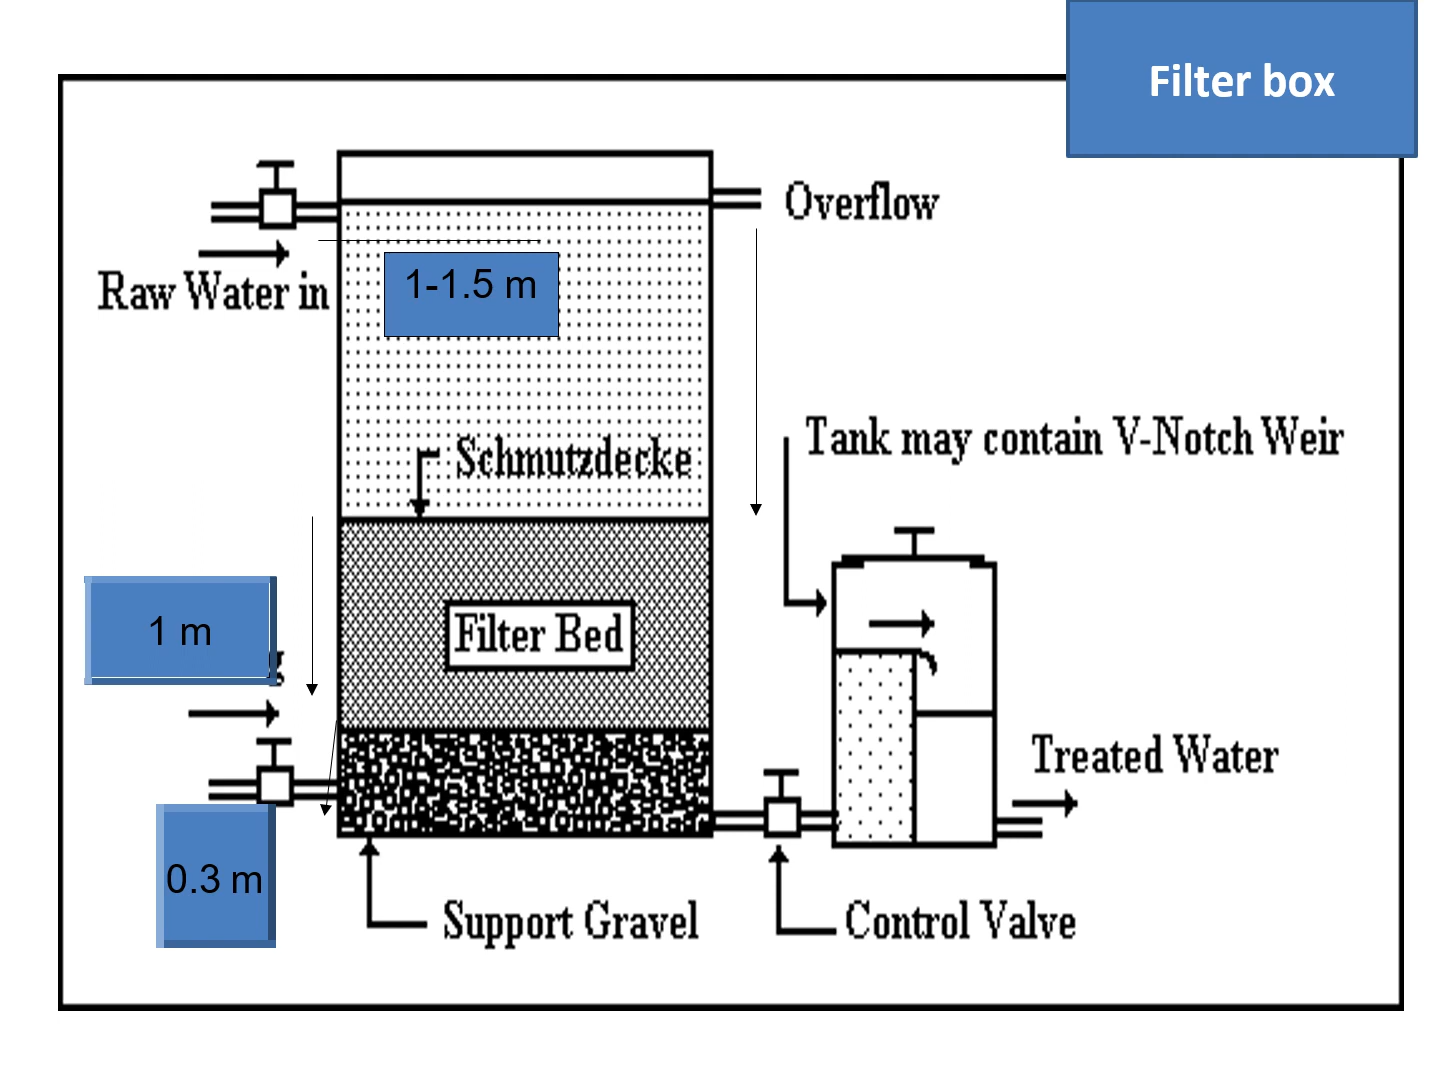 Filter box
Overflow
Raw Water in
1-1.5 m
Schmutzdecke
Tank may contain V-Notch Weir
1 m
Filter Bed
Treated Water
0.3 m
Support Gravel
Control Valve